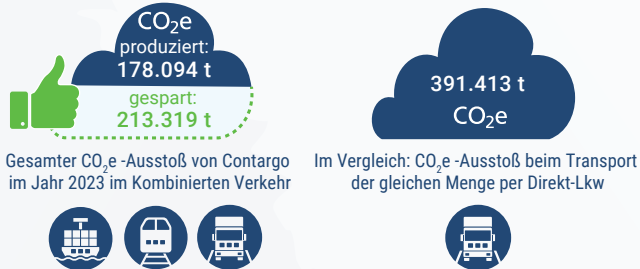 CO₂e
produziert:
178.094 t
gespart:
213.319 t
Gesamter CO₂e -Ausstoß von Contargo
im Jahr 2023 im Kombinierten Verkehr
391.413 t
CO₂e
Im Vergleich: CO₂e -Ausstoß beim Transport
der gleichen Menge per Direkt-Lkw